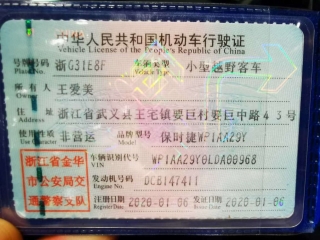 中华人民共和国机动车行驶证
Vehicle License of the People's Republic of China
号牌号码 浙G31E8F 车辆类型 小型越野客车
Plate No. Vehicle Type
所有人 王爱美
Owner
住址 浙江省武义县王宅镇要巨村要巨中路43号
Address
使用性质 非营运 品牌型号 保时捷WP1AA29Y
Use Character Model
浙江省金华 车辆识别代号 WP1AA29Y0LDA00968
VIN
市公安局交 发动机号码 DCB147411
Engine No.
通警察支队 注册日期 2020-01-06 发证日期 2020-01-06
Register Date Issue Date